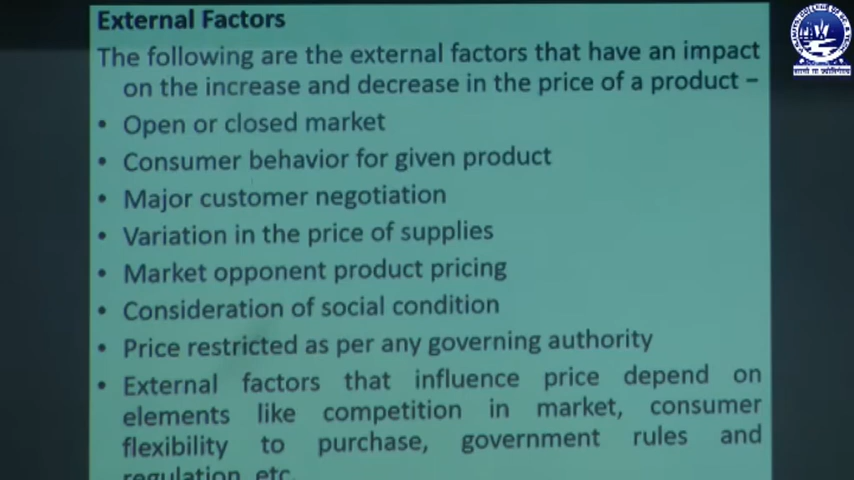 External Factors
The following are the external factors that have an impact
on the increase and decrease in the price of a product –
• Open or closed market
• Consumer behavior for given product
• Major customer negotiation
• Variation in the price of supplies
• Market opponent product pricing
• Consideration of social condition
• Price restricted as per any governing authority
• External factors that influence price depend on
elements like competition in market, consumer
flexibility to purchase, government rules and
regulation, etc.